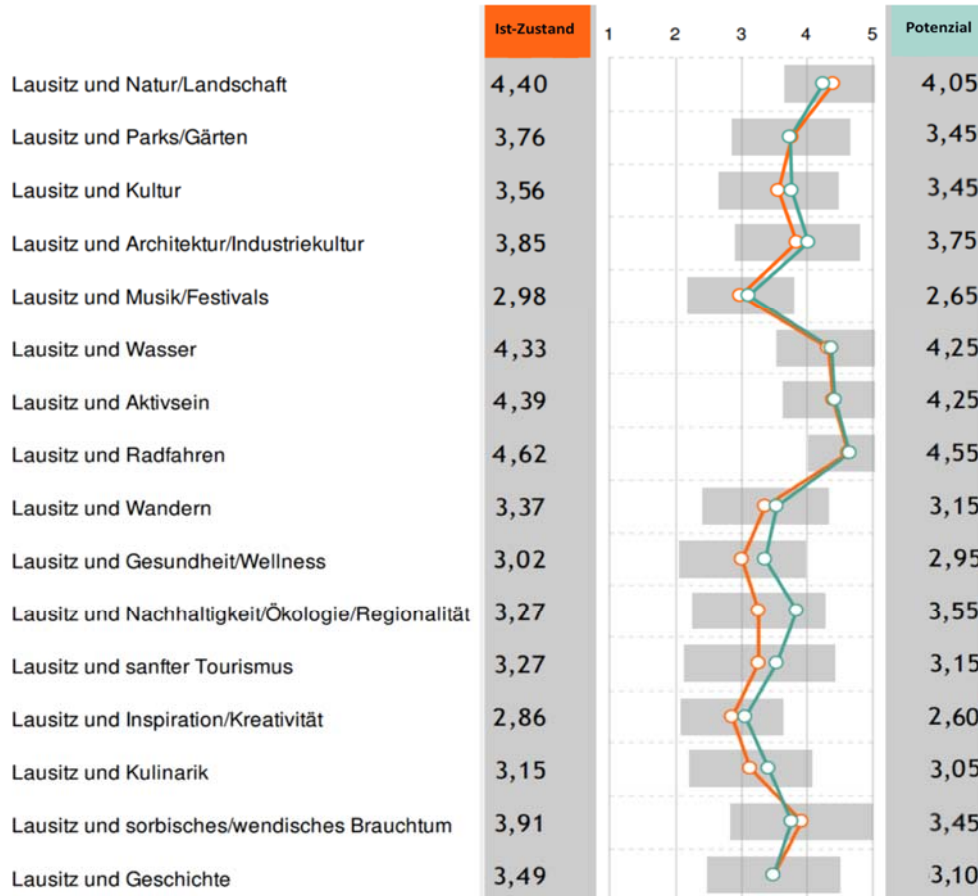 Ist-Zustand 1 2 3 4 5 Potenzial
Lausitz und Natur/Landschaft 4,40 4,05
Lausitz und Parks/Gärten 3,76 3,45
Lausitz und Kultur 3,56 3,45
Lausitz und Architektur/Industriekultur 3,85 3,75
Lausitz und Musik/Festivals 2,98 2,65
Lausitz und Wasser 4,33 4,25
Lausitz und Aktivsein 4,39 4,25
Lausitz und Radfahren 4,62 4,55
Lausitz und Wandern 3,37 3,15
Lausitz und Gesundheit/Wellness 3,02 2,95
Lausitz und Nachhaltigkeit/Ökologie/Regionalität 3,27 3,55
Lausitz und sanfter Tourismus 3,27 3,15
Lausitz und Inspiration/Kreativität 2,86 2,60
Lausitz und Kulinarik 3,15 3,05
Lausitz und sorbisches/wendisches Brauchtum 3,91 3,45
Lausitz und Geschichte 3,49 3,10